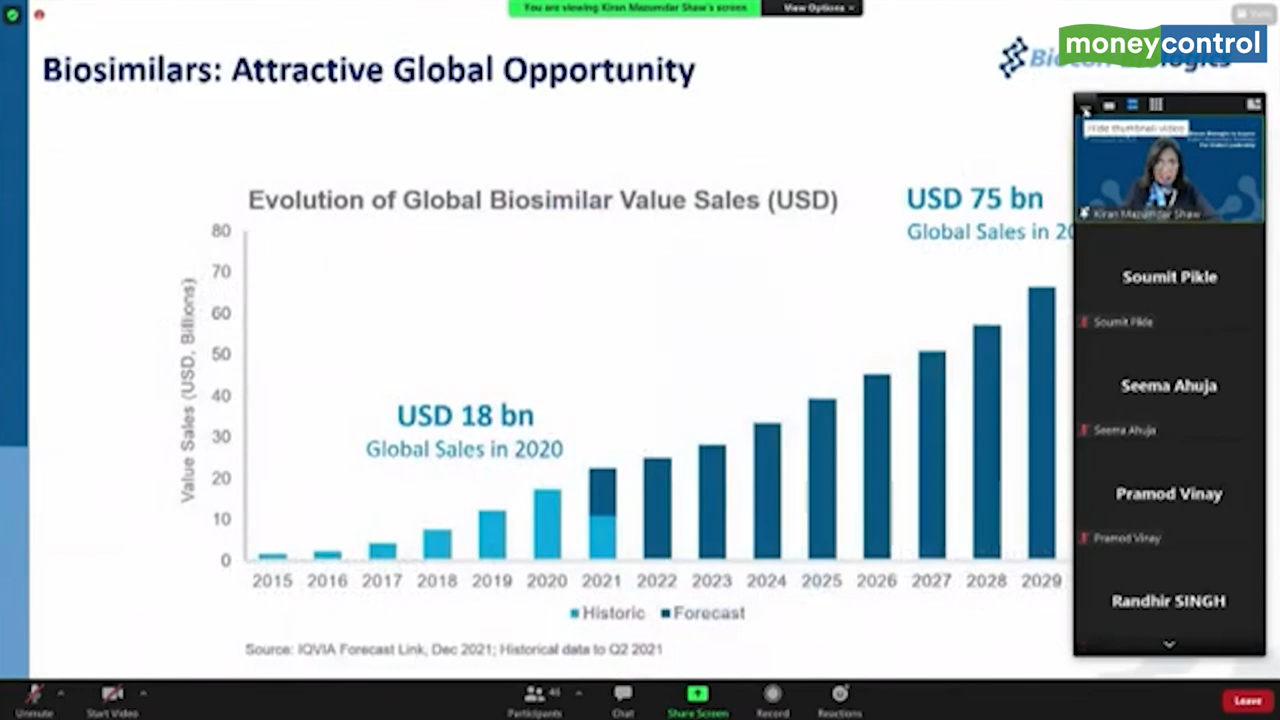 You are viewing Kiran Mazumdar Shaw's screen
View Options
View
moneycontrol
Biosimilars: Attractive Global Opportunity
Hide thumbnail video
Kiran Mazumdar Shaw
Evolution of Global Biosimilar Value Sales (USD)
USD 75 bn
Global Sales in 20
Value Sales (USD, Billions)
80
70
60
50
40
30
20
10
0
USD 18 bn
Global Sales in 2020
2015 2016 2017 2018 2019 2020 2021 2022 2023 2024 2025 2026 2027 2028 2029
Historic Forecast
Source: IQVIA Forecast Link, Dec 2021; Historical data to Q2 2021
Soumit Pikle
Soumit Pikle
Seema Ahuja
Seema Ahuja
Pramod Vinay
Pramod Vinay
Randhir SINGH
Unmute
Start Video
Participants
46
Chat
Share Screen
Record
Reactions
Leave